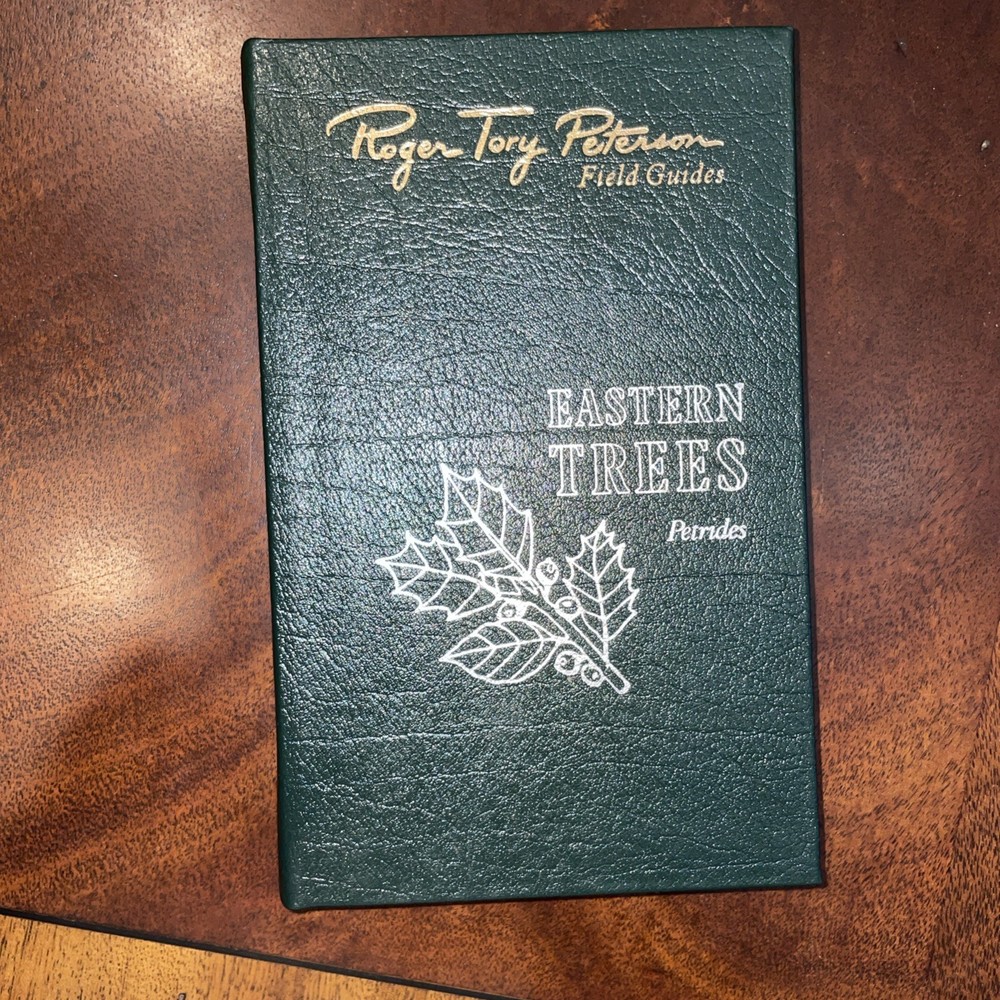 Roger Tory Peterson
Field Guides
EASTERN
TREES
Petrides